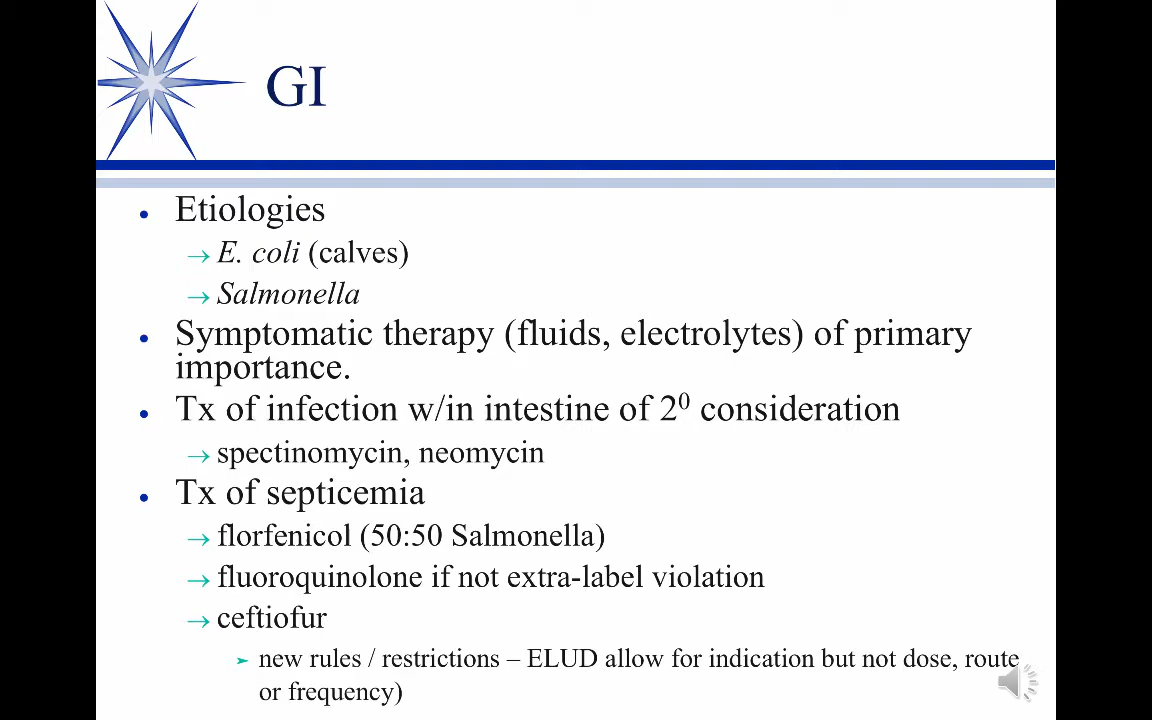 GI
• Etiologies
→ E. coli (calves)
→ Salmonella
• Symptomatic therapy (fluids, electrolytes) of primary
importance.
• Tx of infection w/in intestine of 2⁰ consideration
→ spectinomycin, neomycin
• Tx of septicemia
→ florfenicol (50:50 Salmonella)
→ fluoroquinolone if not extra-label violation
→ ceftiofur
➢ new rules / restrictions – ELUD allow for indication but not dose, route
or frequency)